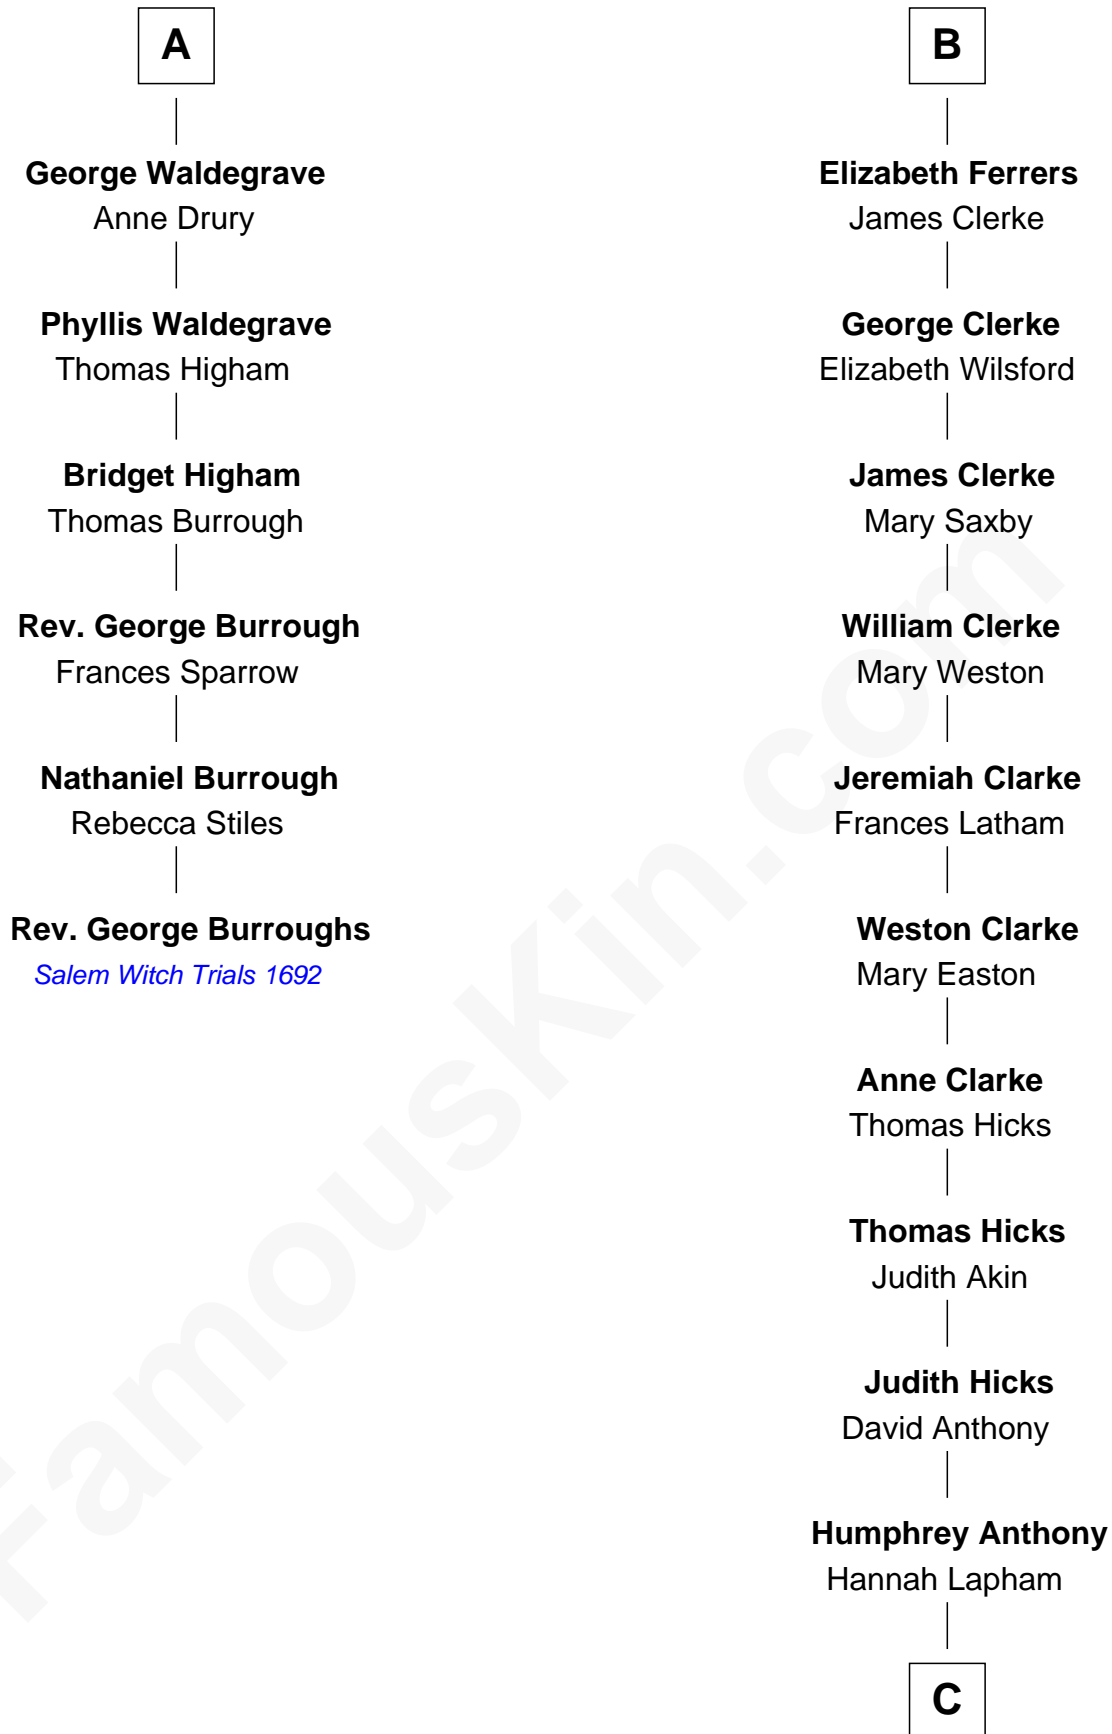 A
George Waldegrave
Anne Drury
Phyllis Waldegrave
Thomas Higham
Bridget Higham
Thomas Burrough
Rev. George Burrough
Frances Sparrow
Nathaniel Burrough
Rebecca Stiles
Rev. George Burroughs
Salem Witch Trials 1692
B
Elizabeth Ferrers
James Clerke
George Clerke
Elizabeth Wilsford
James Clerke
Mary Saxby
William Clerke
Mary Weston
Jeremiah Clarke
Frances Latham
Weston Clarke
Mary Easton
Anne Clarke
Thomas Hicks
Thomas Hicks
Judith Akin
Judith Hicks
David Anthony
Humphrey Anthony
Hannah Lapham
C
FamousKin.com